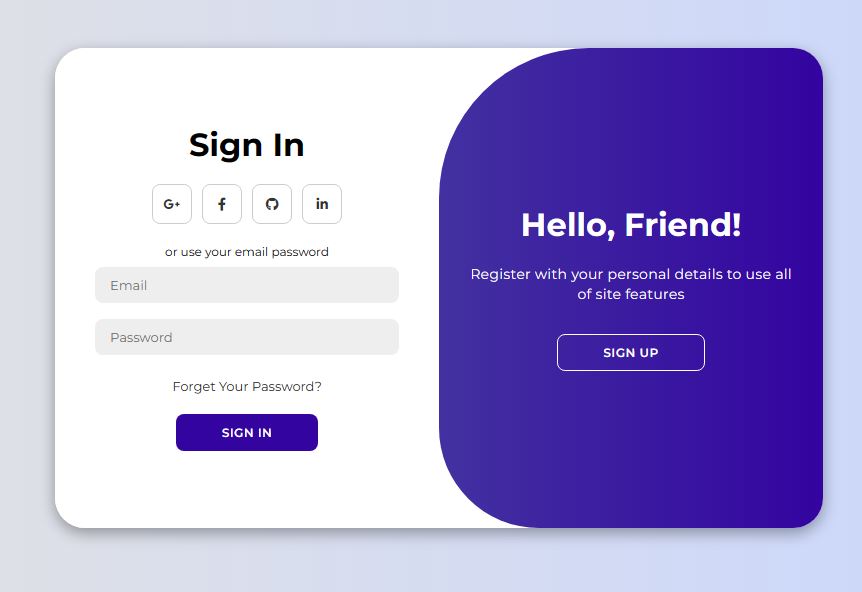 Sign In
G+ f in
or use your email password
Email
Password
Forget Your Password?
SIGN IN
Hello, Friend!
Register with your personal details to use all
of site features
SIGN UP